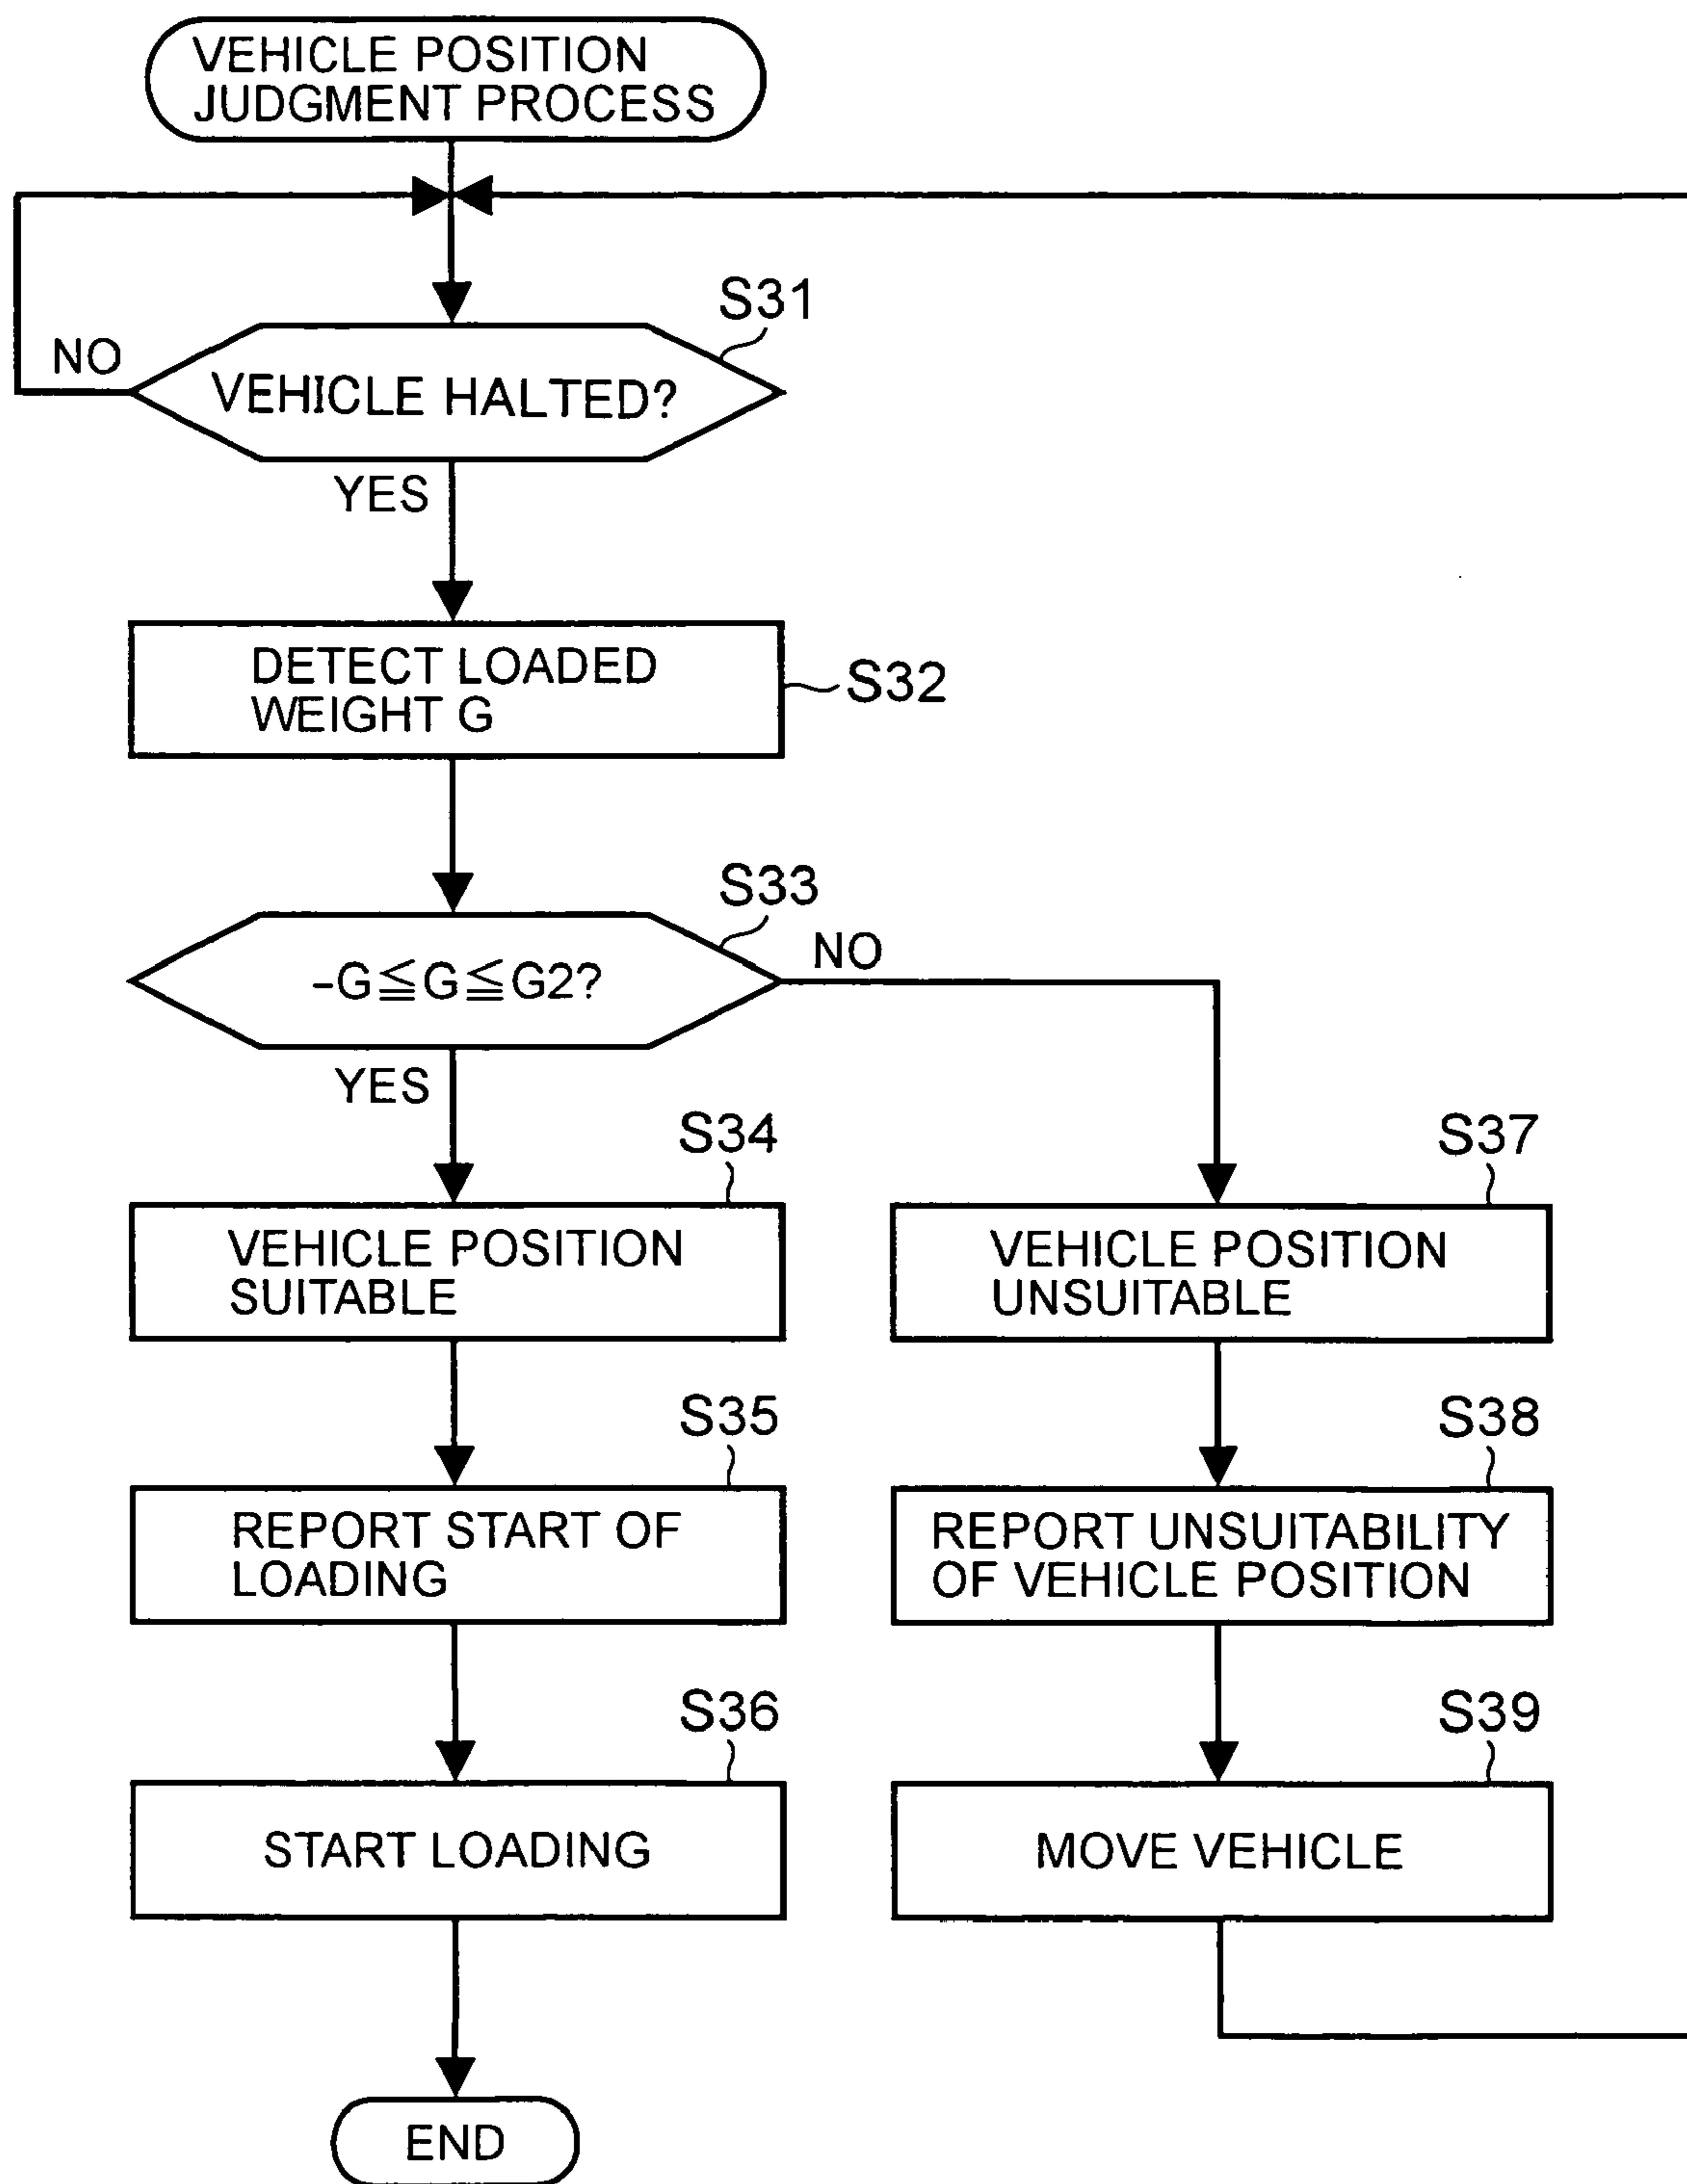 VEHICLE POSITION
JUDGMENT PROCESS
S31
NO
VEHICLE HALTED?
YES
DETECT LOADED
WEIGHT G
S32
S33
–G≦G≦G2?
NO
YES
S34
VEHICLE POSITION
SUITABLE
S37
VEHICLE POSITION
UNSUITABLE
S35
REPORT START OF
LOADING
S38
REPORT UNSUITABILITY
OF VEHICLE POSITION
S36
START LOADING
S39
MOVE VEHICLE
END